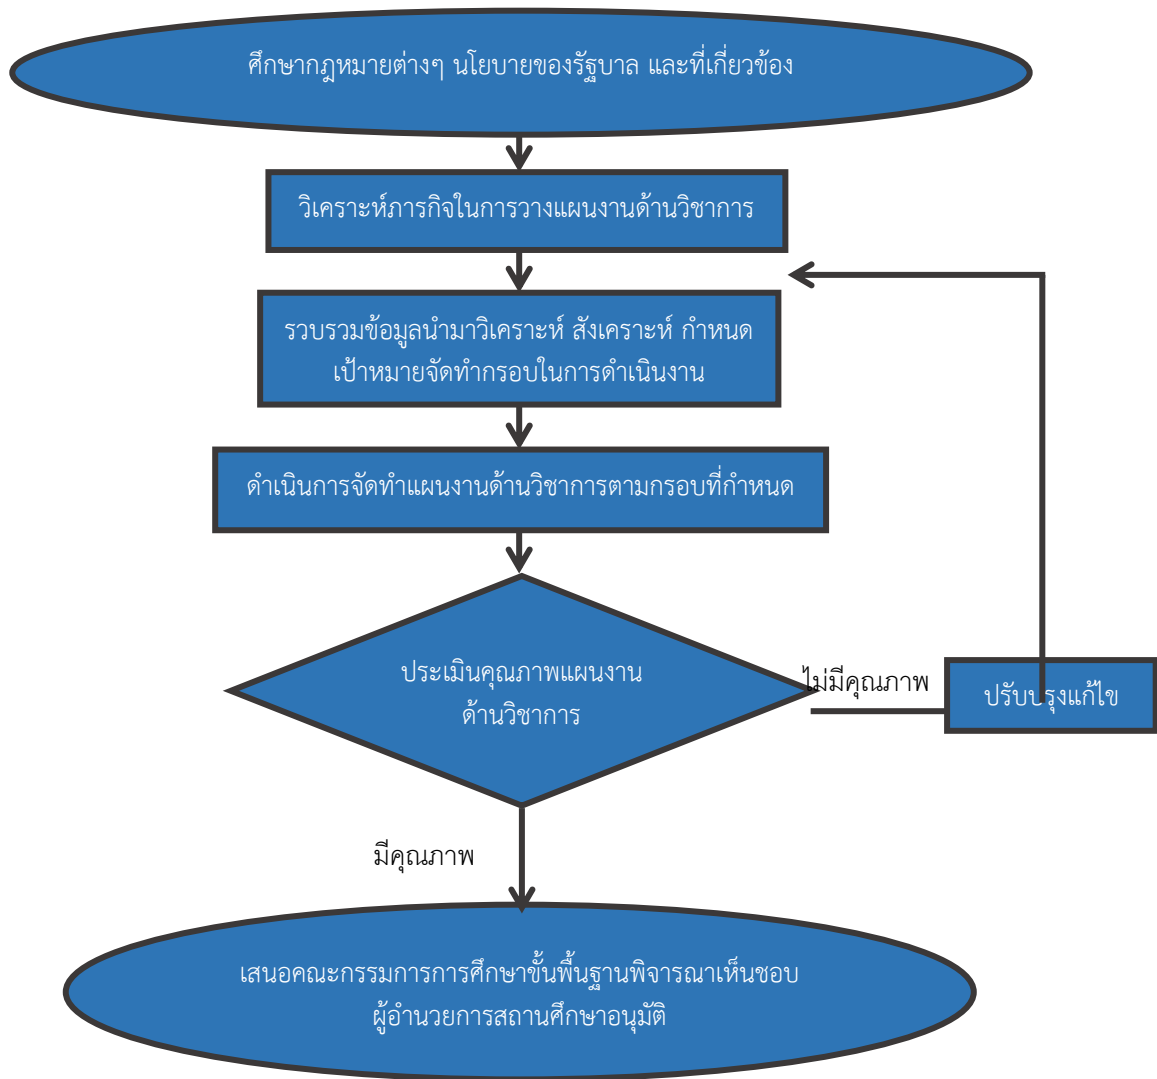 ศึกษากฎหมายต่างๆ นโยบายของรัฐบาล และที่เกี่ยวข้อง
วิเคราะห์ภารกิจในการวางแผนงานด้านวิชาการ
รวบรวมข้อมูลนำมาวิเคราะห์ สังเคราะห์ กำหนด
เป้าหมายจัดทำกรอบในการดำเนินงาน
ดำเนินการจัดทำแผนงานด้านวิชาการตามกรอบที่กำหนด
ประเมินคุณภาพแผนงาน
ด้านวิชาการ
ไม่มีคุณภาพ
ปรับปรุงแก้ไข
มีคุณภาพ
เสนอคณะกรรมการการศึกษาขั้นพื้นฐานพิจารณาเห็นชอบ
ผู้อำนวยการสถานศึกษาอนุมัติ